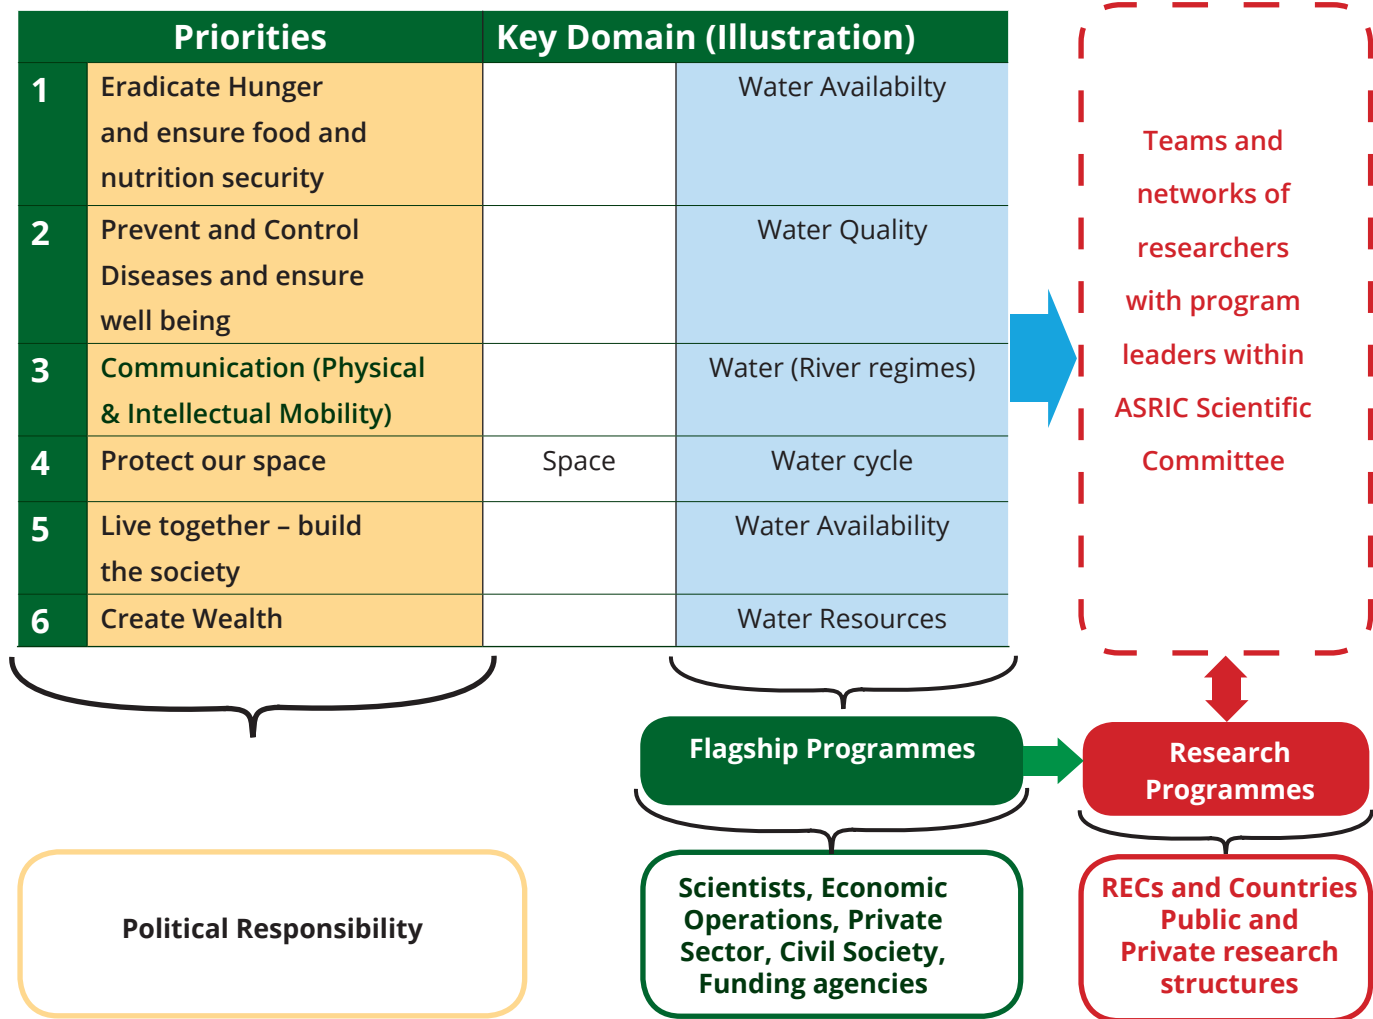 Priorities
Key Domain (Illustration)
1
Eradicate Hunger
and ensure food and
nutrition security
Water Availabilty
2
Prevent and Control
Diseases and ensure
well being
Water Quality
3
Communication (Physical
& Intellectual Mobility)
Water (River regimes)
4
Protect our space
Space
Water cycle
5
Live together – build
the society
Water Availability
6
Create Wealth
Water Resources
Teams and
networks of
researchers
with program
leaders within
ASRIC Scientific
Committee
Flagship Programmes
Research
Programmes
Political Responsibility
Scientists, Economic
Operations, Private
Sector, Civil Society,
Funding agencies
RECs and Countries
Public and
Private research
structures